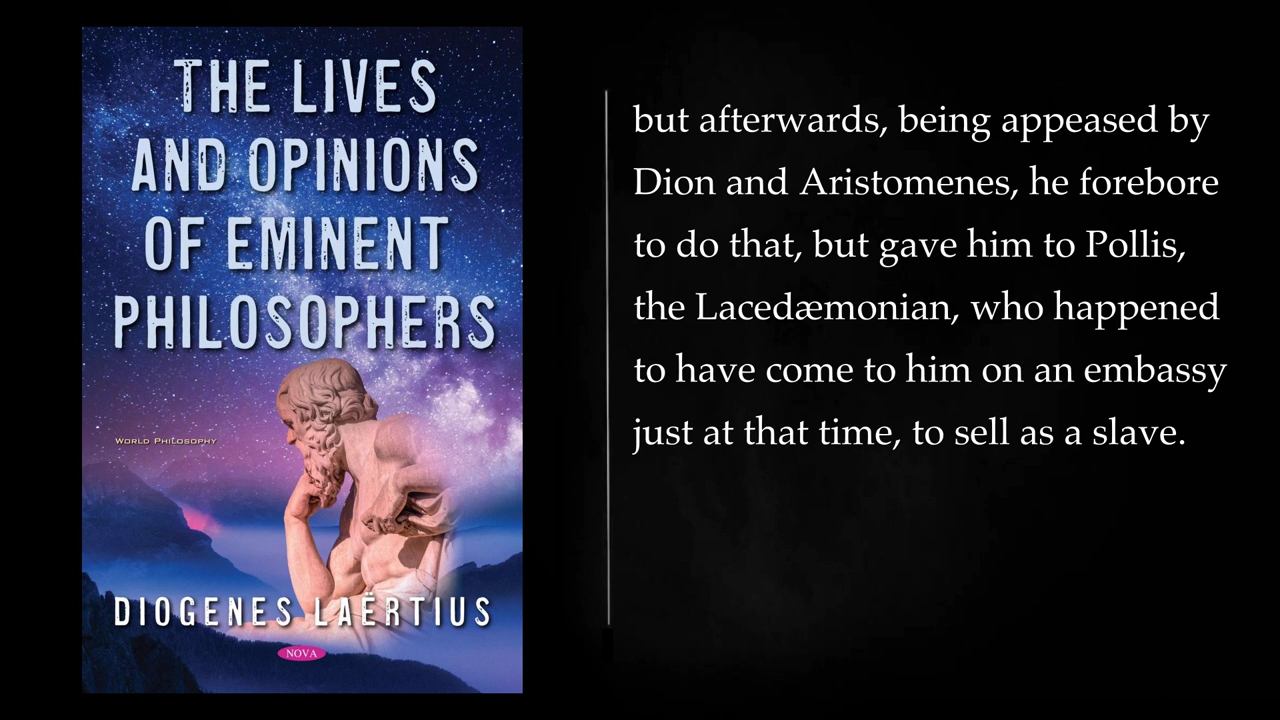 THE LIVES
AND OPINIONS
OF EMINENT
PHILOSOPHERS
WORLD PHILOSOPHY
DIOGENES LAËRTIUS
NOVA
but afterwards, being appeased by
Dion and Aristomenes, he forebore
to do that, but gave him to Pollis,
the Lacedæmonian, who happened
to have come to him on an embassy
just at that time, to sell as a slave.